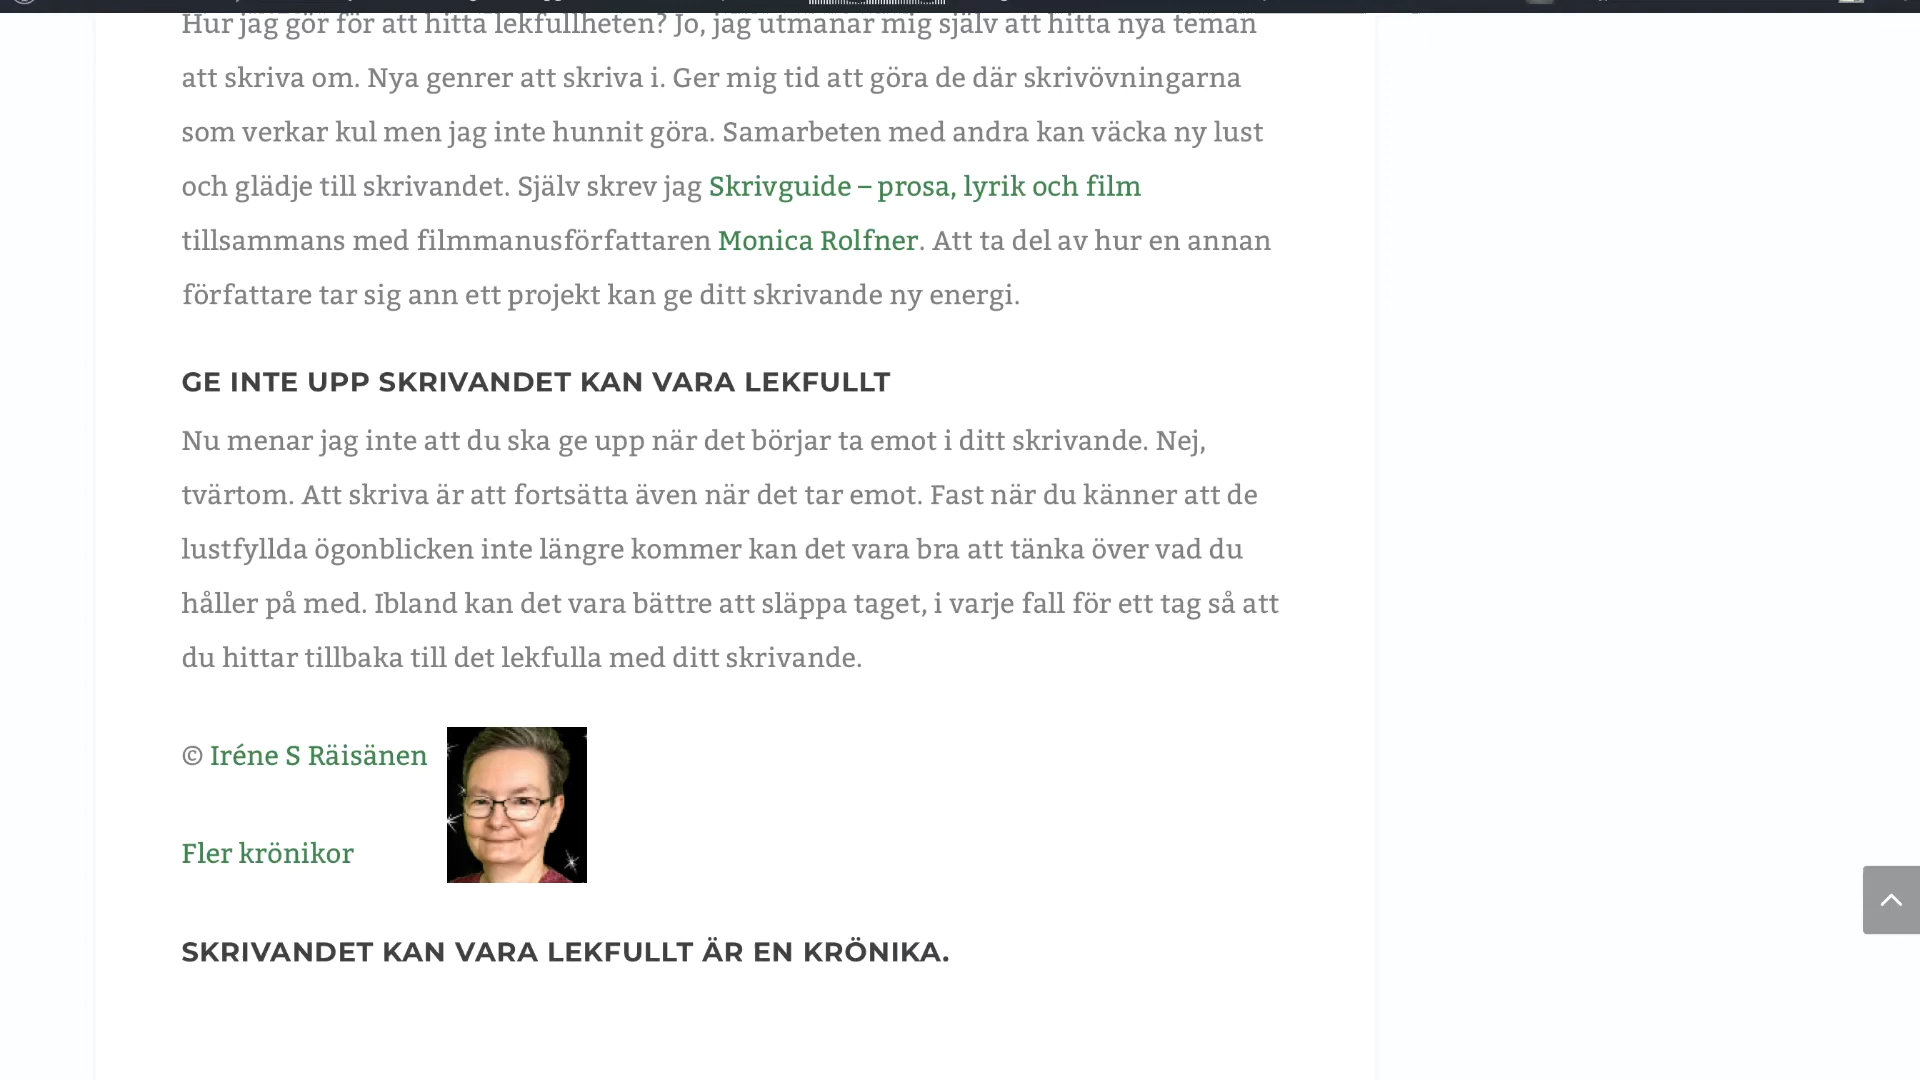 Hur jag gör för att hitta lekfullheten? Jo, jag utmanar mig själv att hitta nya teman
att skriva om. Nya genrer att skriva i. Ger mig tid att göra de där skrivövningarna
som verkar kul men jag inte hunnit göra. Samarbeten med andra kan väcka ny lust
och glädje till skrivandet. Själv skrev jag Skrivguide – prosa, lyrik och film
tillsammans med filmmanusförfattaren Monica Rolfner. Att ta del av hur en annan
författare tar sig ann ett projekt kan ge ditt skrivande ny energi.
GE INTE UPP SKRIVANDET KAN VARA LEKFULLT
Nu menar jag inte att du ska ge upp när det börjar ta emot i ditt skrivande. Nej,
tvärtom. Att skriva är att fortsätta även när det tar emot. Fast när du känner att de
lustfyllda ögonblicken inte längre kommer kan det vara bra att tänka över vad du
håller på med. Ibland kan det vara bättre att släppa taget, i varje fall för ett tag så att
du hittar tillbaka till det lekfulla med ditt skrivande.
© Iréne S Räisänen
Fler krönikor
SKRIVANDET KAN VARA LEKFULLT ÄR EN KRÖNIKA.